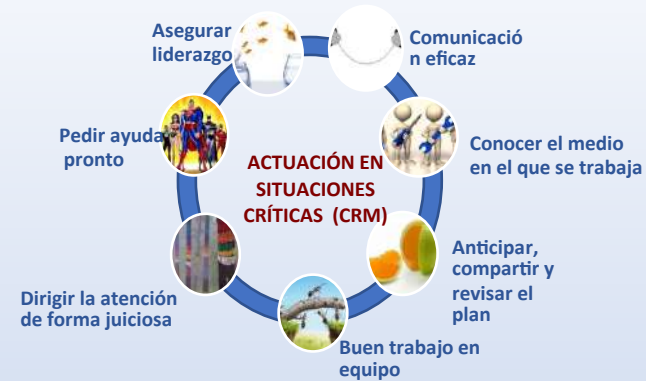 Asegurar
liderazgo
Comunicació
n eficaz
Pedir ayuda
pronto
Conocer el medio
en el que se trabaja
ACTUACIÓN EN
SITUACIONES
CRÍTICAS (CRM)
Anticipar,
compartir y
revisar el
plan
Dirigir la atención
de forma juiciosa
Buen trabajo en
equipo